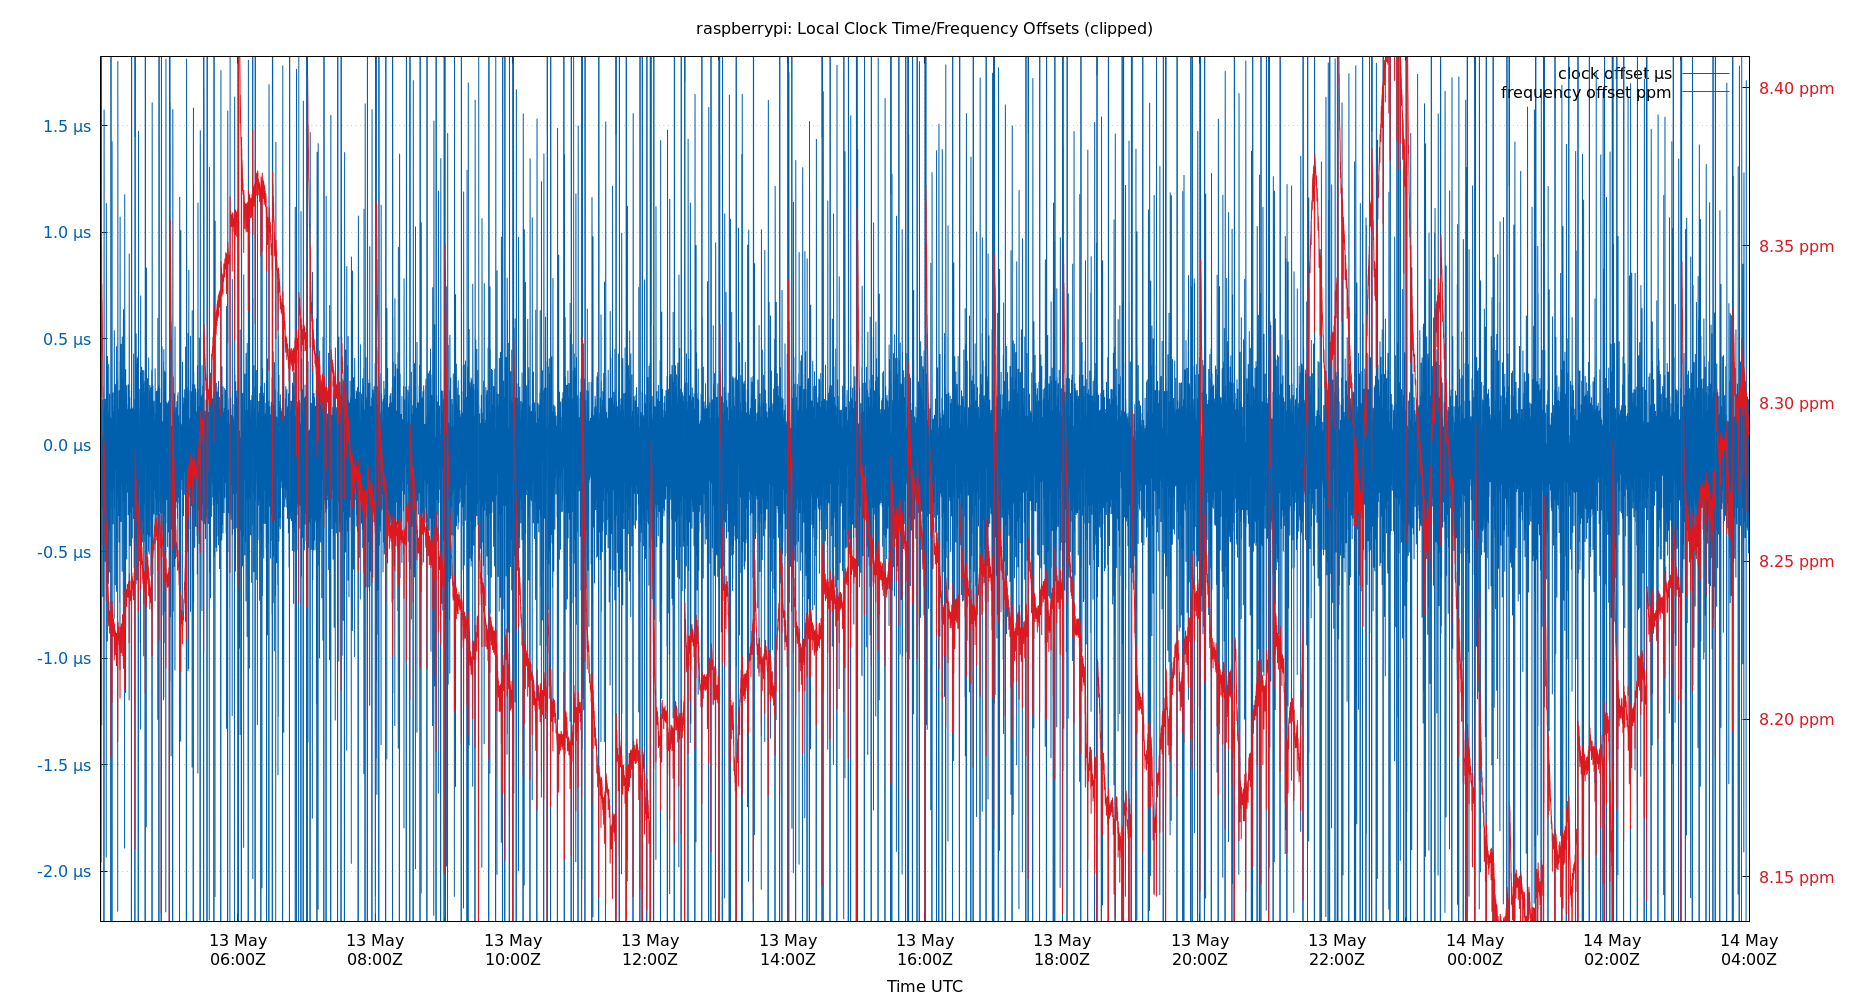 raspberrypi: Local Clock Time/Frequency Offsets (clipped)
clock offset µs
frequency offset ppm
1.5 µs
1.0 µs
0.5 µs
0.0 µs
-0.5 µs
-1.0 µs
-1.5 µs
-2.0 µs
8.40 ppm
8.35 ppm
8.30 ppm
8.25 ppm
8.20 ppm
8.15 ppm
13 May 13 May 13 May 13 May 13 May 13 May 13 May 13 May 13 May 14 May 14 May 14 May
06:00Z 08:00Z 10:00Z 12:00Z 14:00Z 16:00Z 18:00Z 20:00Z 22:00Z 00:00Z 02:00Z 04:00Z
Time UTC